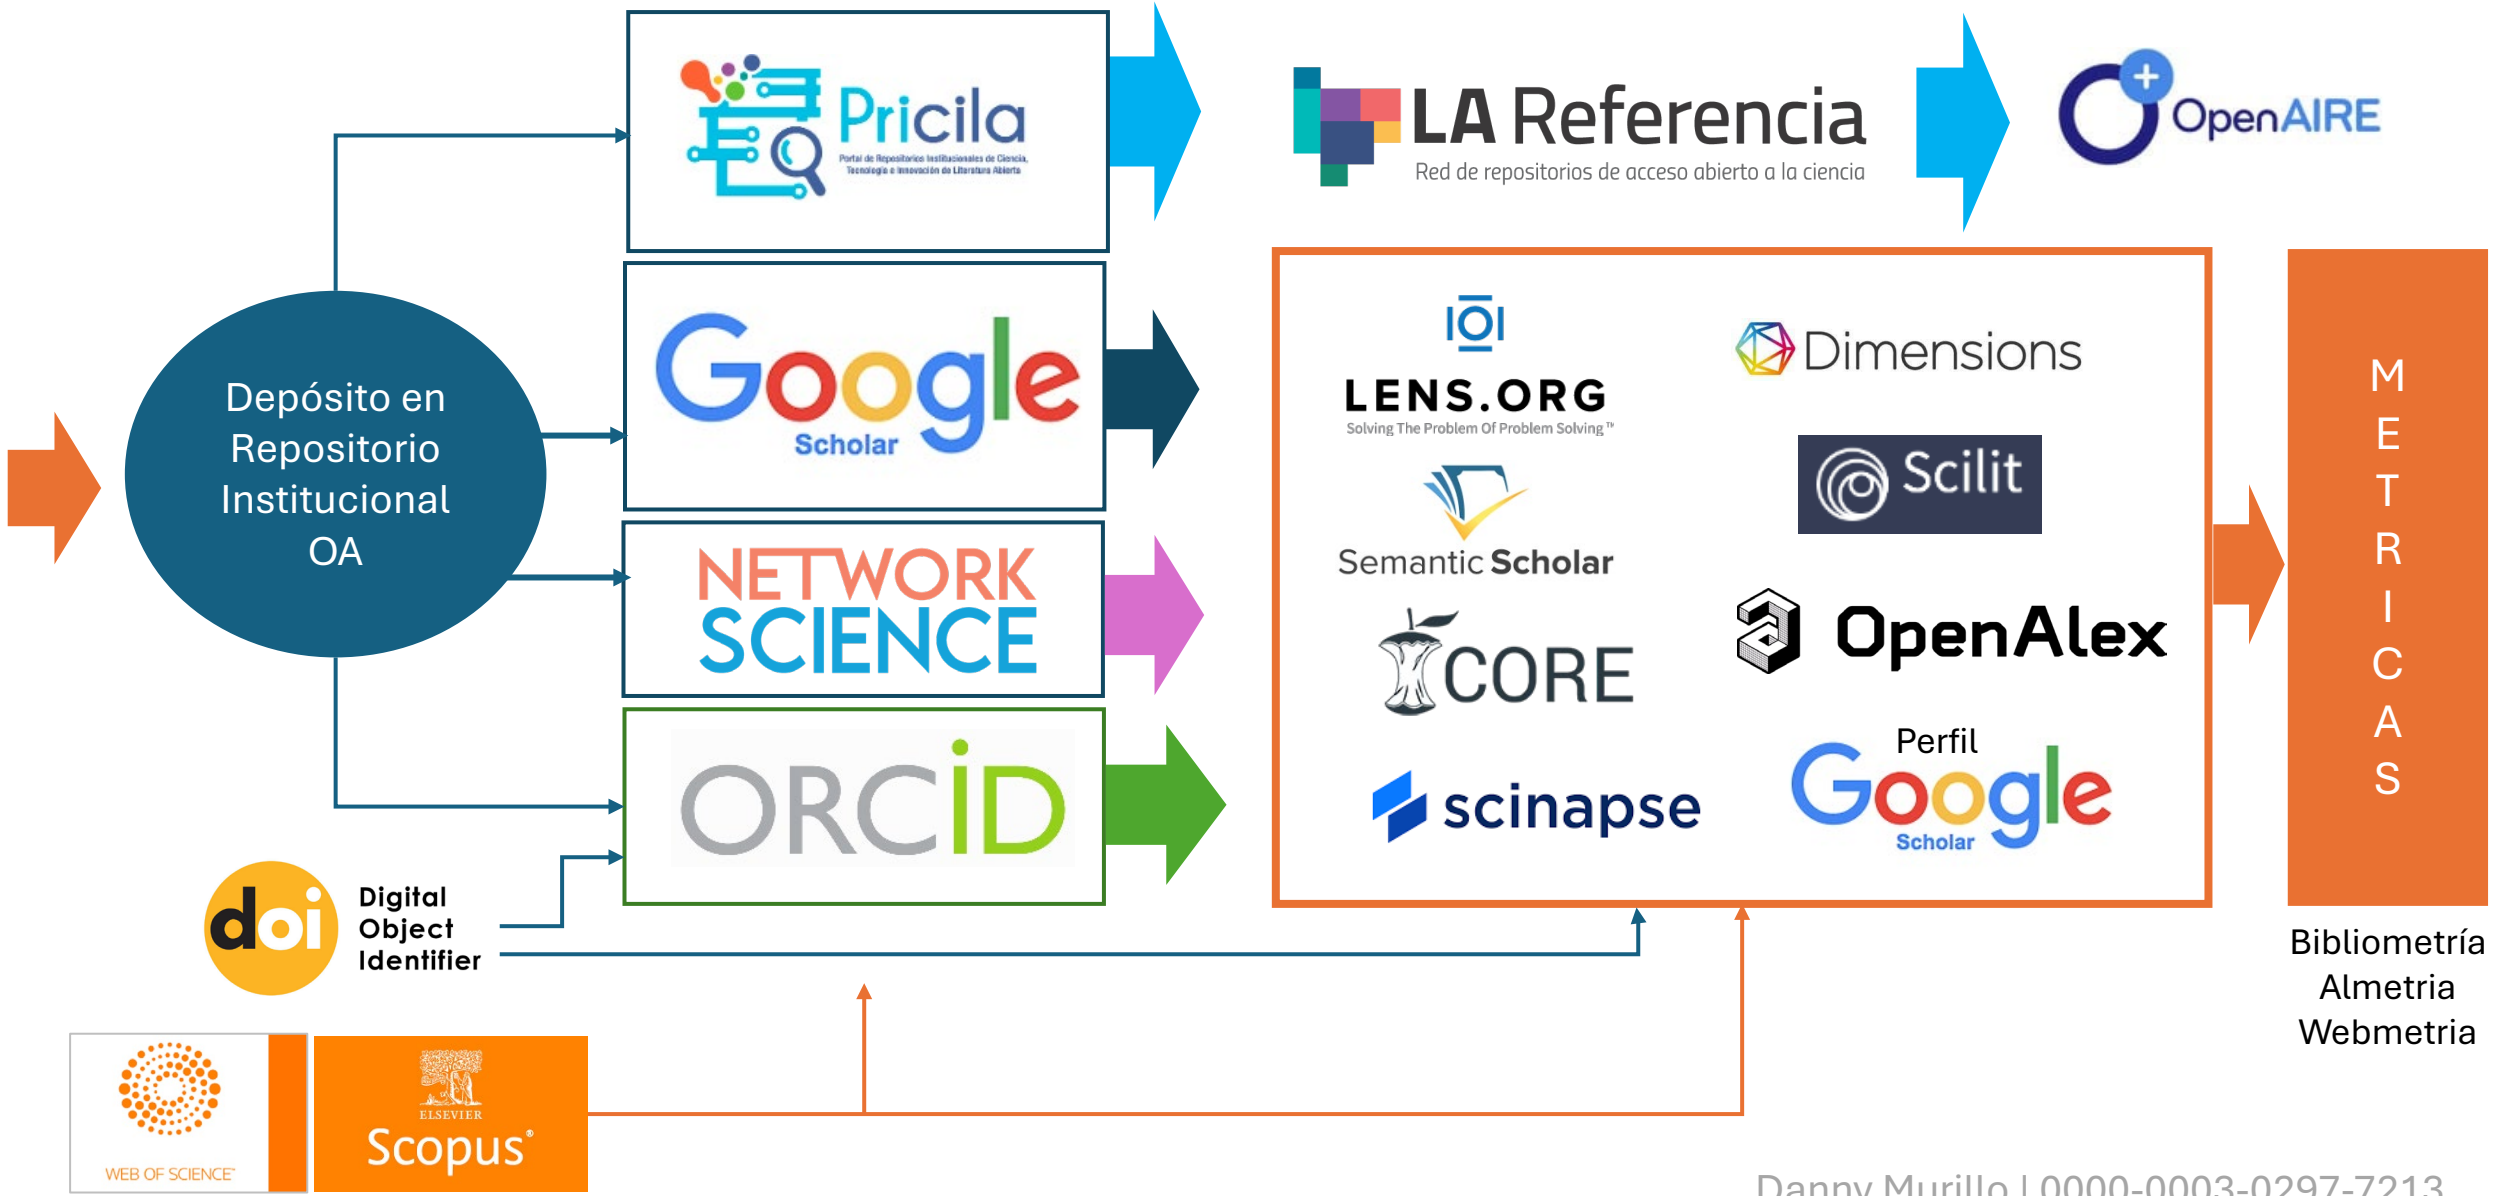 Pricila
Portal de Repositorios Institucionales de Ciencia,
Tecnología e Innovación de Literatura Abierta
LA Referencia
Red de repositorios de acceso abierto a la ciencia
OpenAIRE
Depósito en
Repositorio
Institucional
OA
Google
Scholar
NETWORK
SCIENCE
ORCID
LENS.ORG
Solving The Problem Of Problem Solving™
Dimensions
Scilit
Semantic Scholar
OpenAlex
CORE
Perfil
Google
Scholar
scinapse
METRICAS
Bibliometría
Almetria
Webmetria
doi
Digital
Object
Identifier
WEB OF SCIENCE™
ELSEVIER
Scopus®
Danny Murillo | 0000-0003-0297-7213